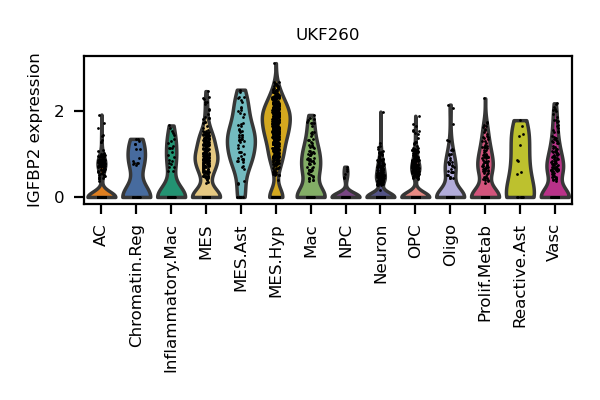 UKF260
IGFBP2 expression
2
0
AC
Chromatin.Reg
Inflammatory.Mac
MES
MES.Ast
MES.Hyp
Mac
NPC
Neuron
OPC
Oligo
Prolif.Metab
Reactive.Ast
Vasc